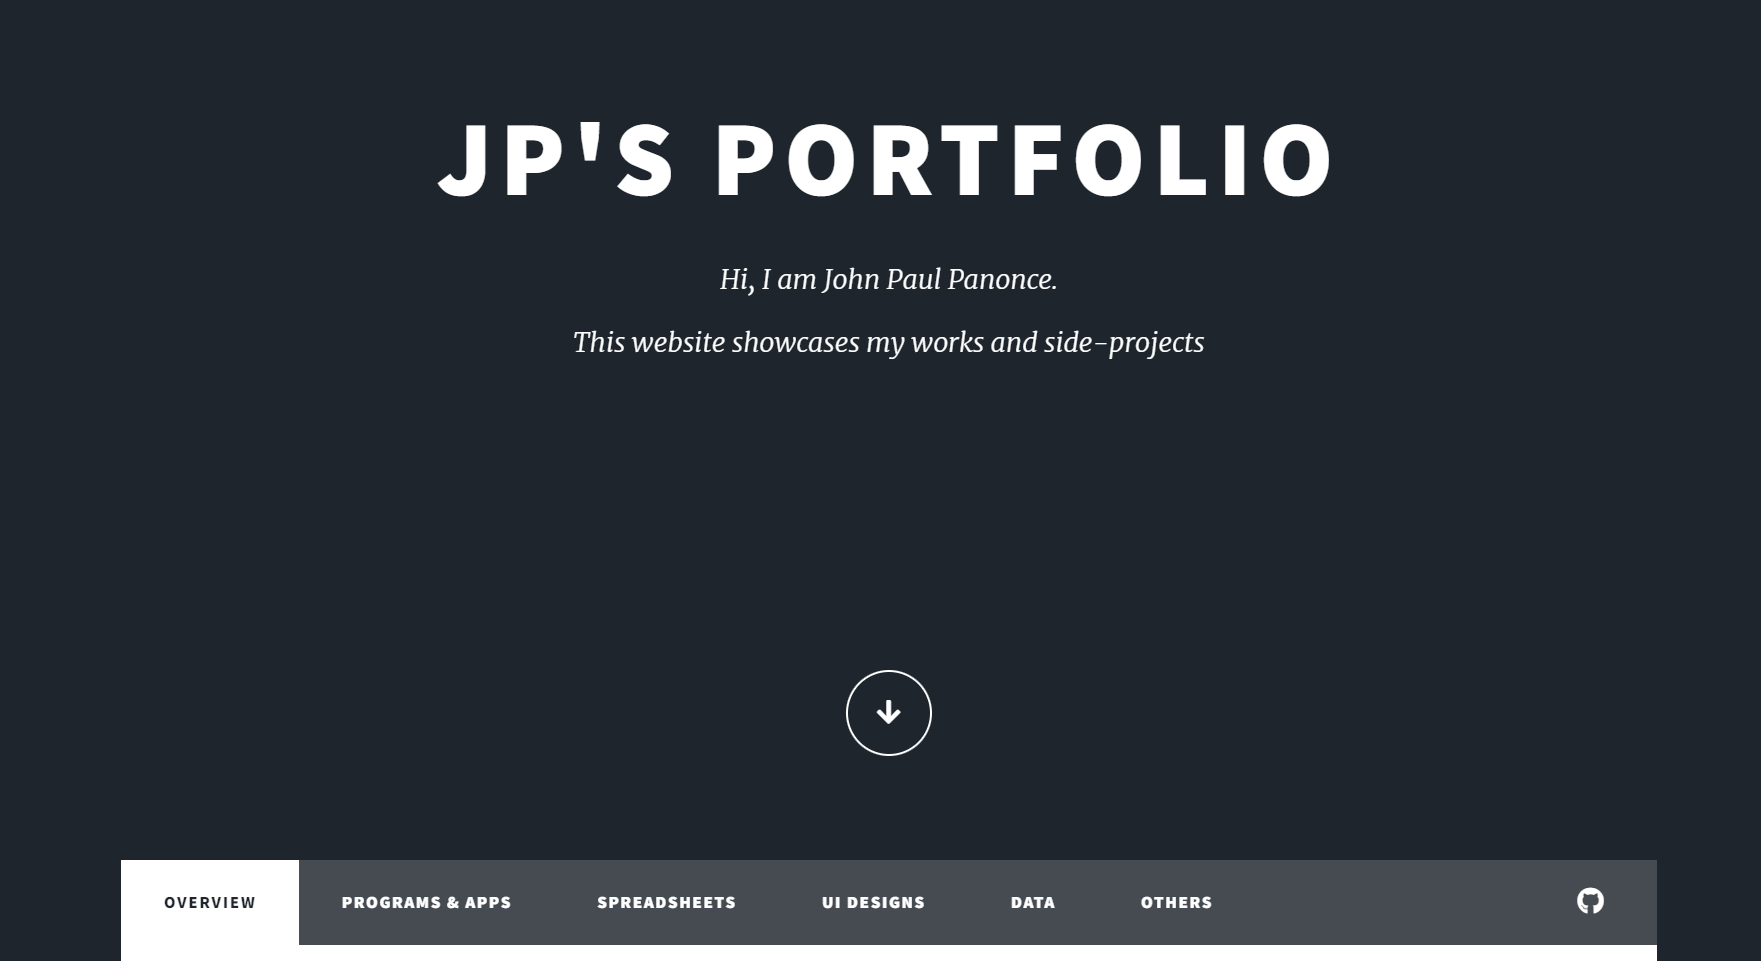 JP'S PORTFOLIO
Hi, I am John Paul Panonce.
This website showcases my works and side-projects
OVERVIEW PROGRAMS & APPS SPREADSHEETS UI DESIGNS DATA OTHERS